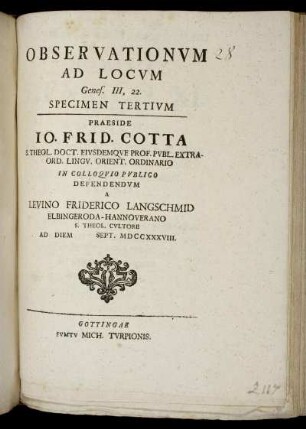 OBSERVATIONVM 28
AD LOCVM
Genes. III, 22.
SPECIMEN TERTIVM
PRAESIDE
IO. FRID. COTTA
S. THEOL. DOCT. EIVSDEMQVE PROF. PVBL. EXTRA-
ORD. LINGV. ORIENT. ORDINARIO
IN COLLOQVIO PVBLICO
DEFENDENDVM
A
LEVINO FRIDERICO LANGSCHMID
ELBINGERODA-HANNOVERANO
S. THEOL. CVLTORE
AD DIEM SEPT. MDCCXXXVIII.
GOTTINGAE
SVMTV MICH. TVRPIONIS.